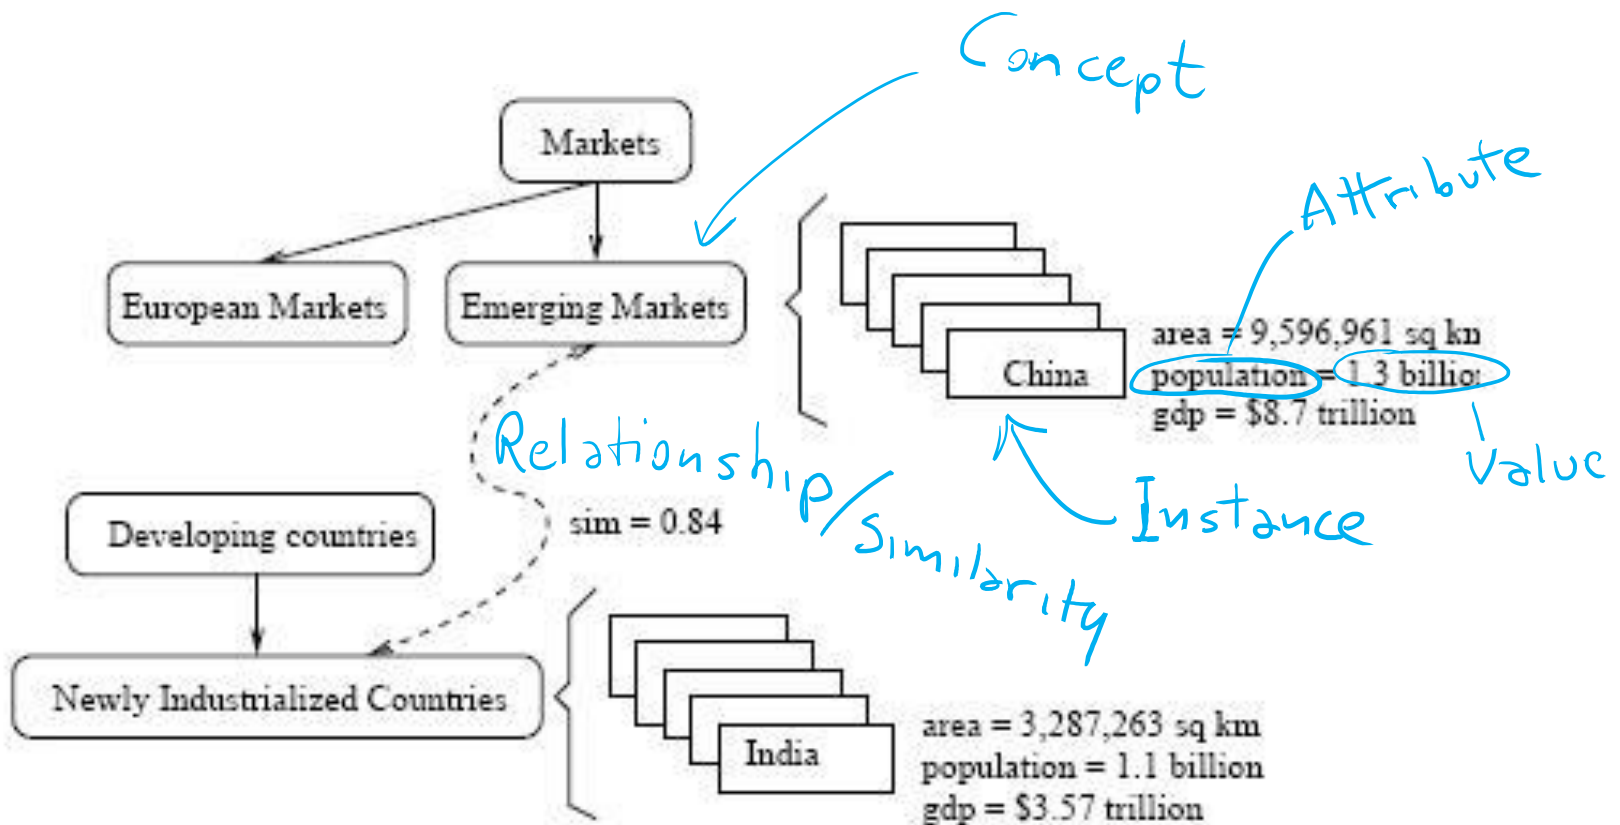 Concept
Markets
Attribute
European Markets
Emerging Markets
area = 9,596,961 sq kn
China
population = 1.3 billio
gdp = $8.7 trillion
Value
Relationship/similarity
Instance
sim = 0.84
Developing countries
Newly Industrialized Countries
India
area = 3,287,263 sq km
population = 1.1 billion
gdp = $3.57 trillion